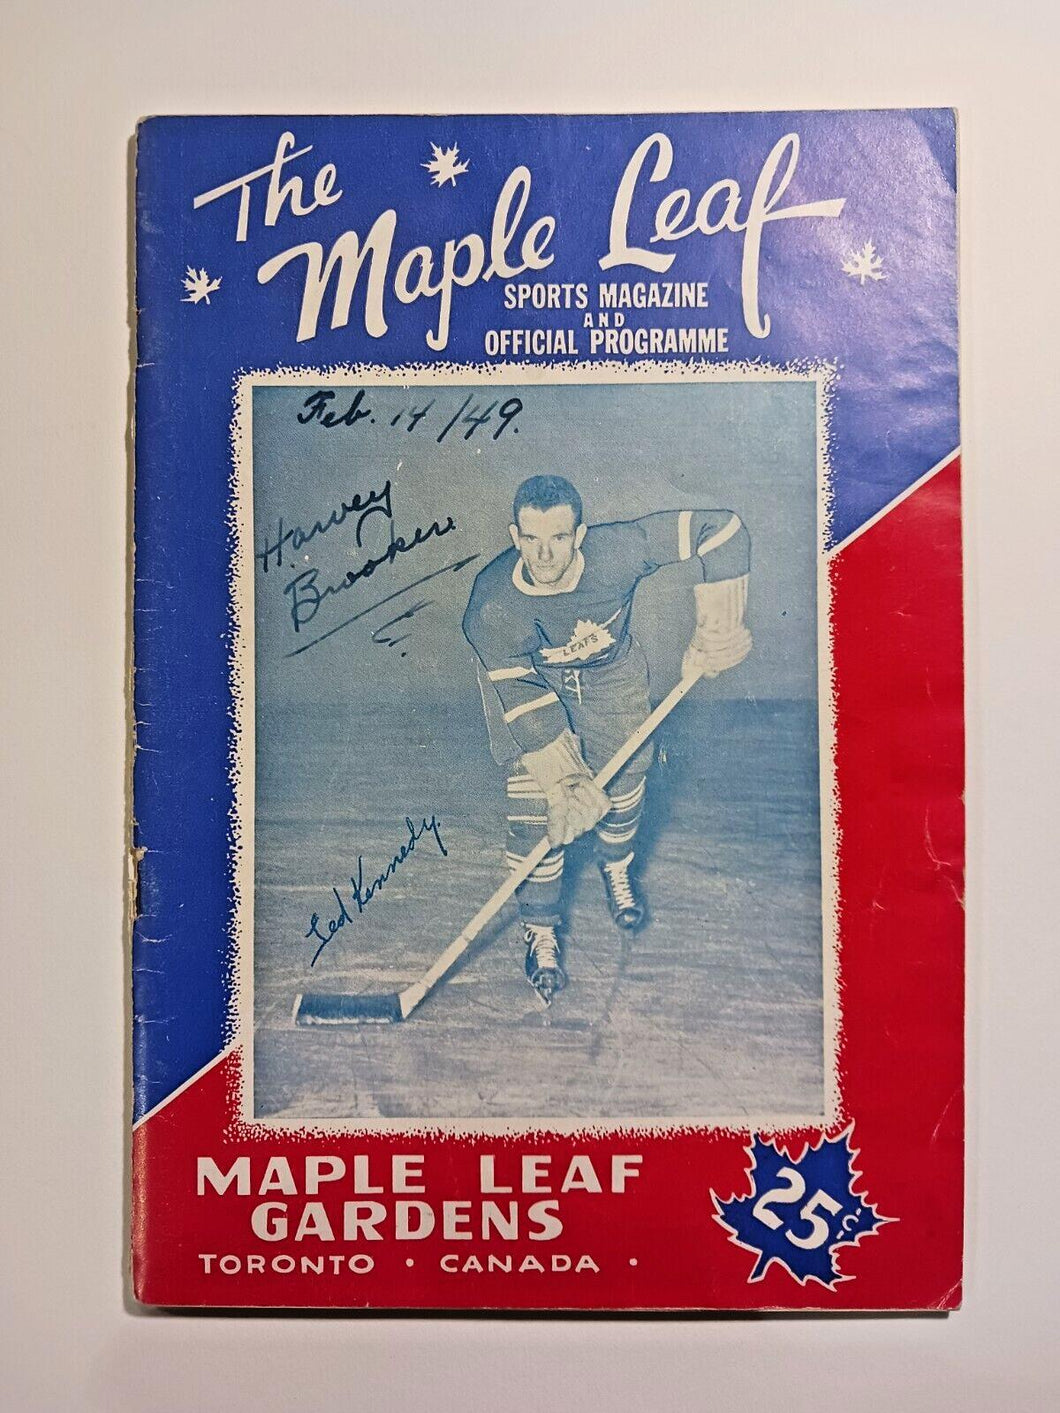 The
Maple Leaf
SPORTS MAGAZINE
AND
OFFICIAL PROGRAMME
Feb. 14/49.
Harvey
Brooker.
LEAFS
Ted Kennedy.
MAPLE LEAF
GARDENS
TORONTO • CANADA •
25¢